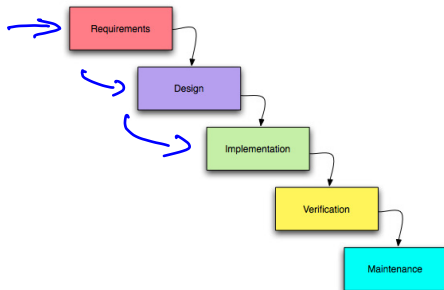 Requirements
Design
Implementation
Verification
Maintenance